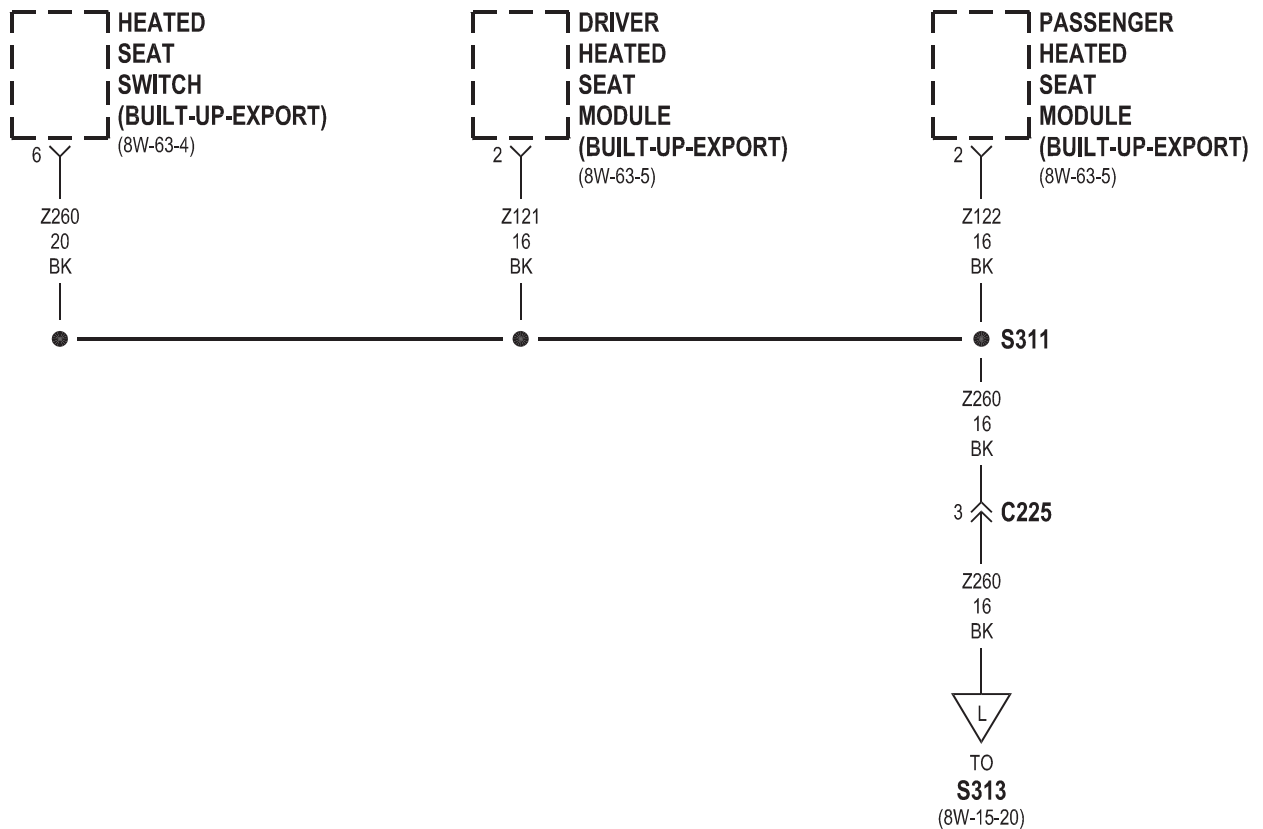 HEATED
SEAT
SWITCH
(BUILT-UP-EXPORT)
(8W-63-4)
6
Z260
20
BK
DRIVER
HEATED
SEAT
MODULE
(BUILT-UP-EXPORT)
(8W-63-5)
2
Z121
16
BK
PASSENGER
HEATED
SEAT
MODULE
(BUILT-UP-EXPORT)
(8W-63-5)
2
Z122
16
BK
S311
Z260
16
BK
3 C225
Z260
16
BK
L
TO
S313
(8W-15-20)